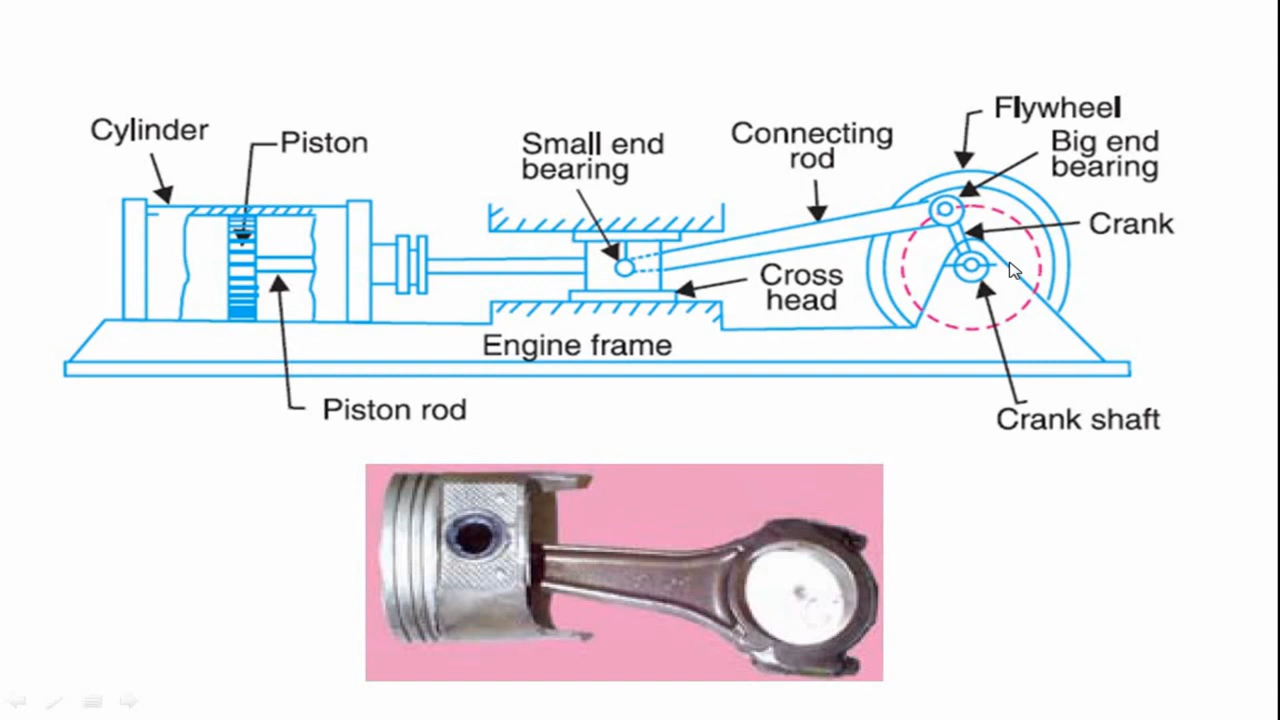 Cylinder
Piston
Small end
bearing
Connecting
rod
Flywheel
Big end
bearing
Crank
Cross
head
Engine frame
Piston rod
Crank shaft